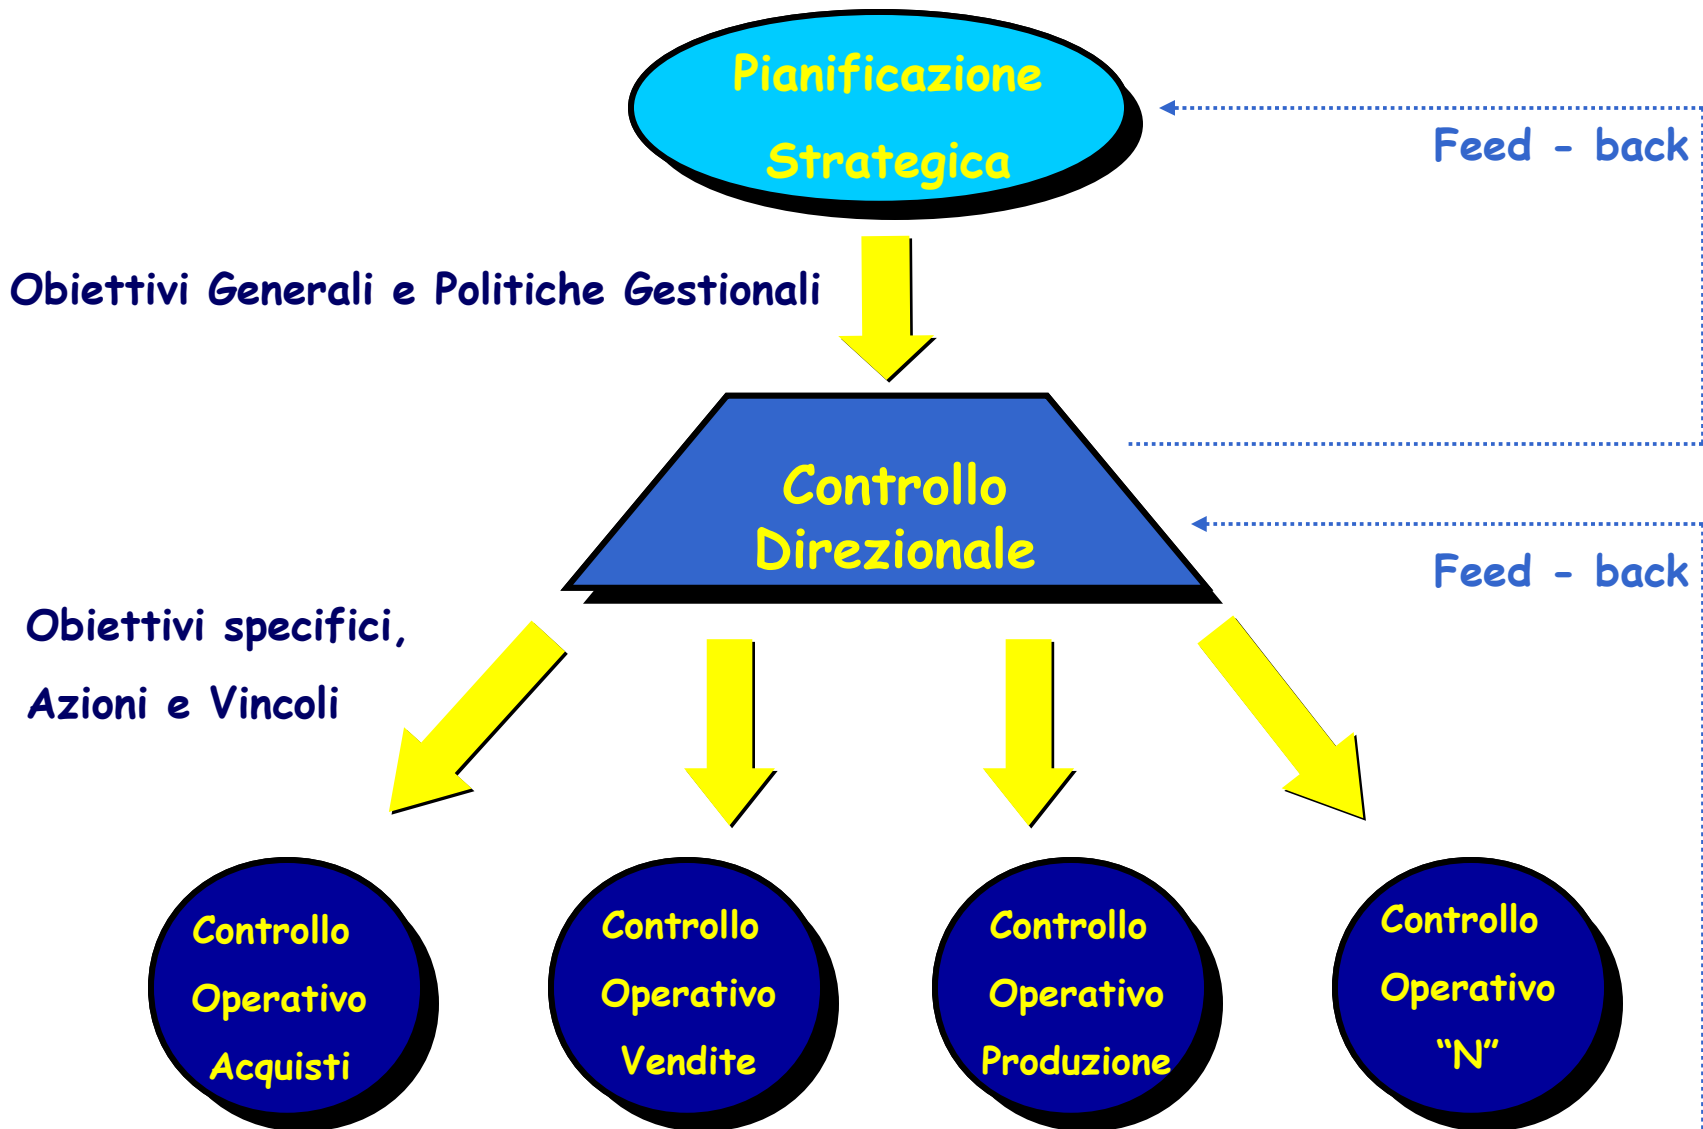 Pianificazione
Strategica
Feed - back
Obiettivi Generali e Politiche Gestionali
Controllo
Direzionale
Feed - back
Obiettivi specifici,
Azioni e Vincoli
Controllo
Operativo
Acquisti
Controllo
Operativo
Vendite
Controllo
Operativo
Produzione
Controllo
Operativo
“N”